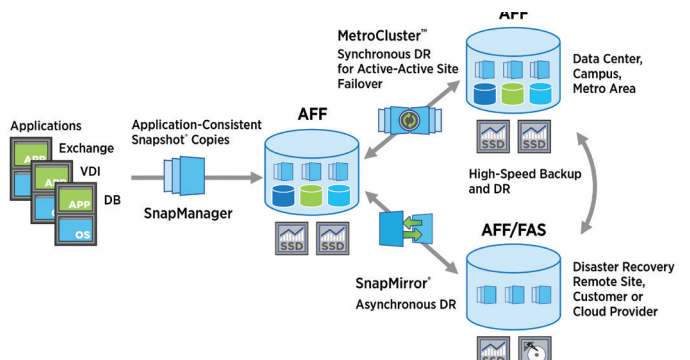 AFF
MetroCluster™
Synchronous DR
for Active-Active Site
Failover
Data Center,
Campus,
Metro Area
SSD
SSD
Applications
Exchange
VDI
DB
APP
APP
APP
OS
Application-Consistent
Snapshot® Copies
SnapManager
AFF
SSD
SSD
High-Speed Backup
and DR
SnapMirror®
Asynchronous DR
AFF/FAS
Disaster Recovery
Remote Site,
Customer or
Cloud Provider
SSD